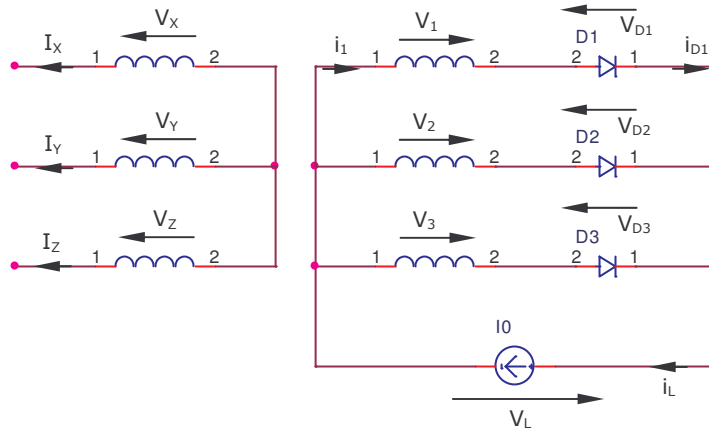 V_X V_1 V_D1
I_X i_1 D1 i_D1
1 2 1 2 2 1
V_Y V_2 V_D2
I_Y D2
1 2 1 2 2 1
V_Z V_3 V_D3
I_Z D3
1 2 1 2 2 1
I0
i_L
V_L